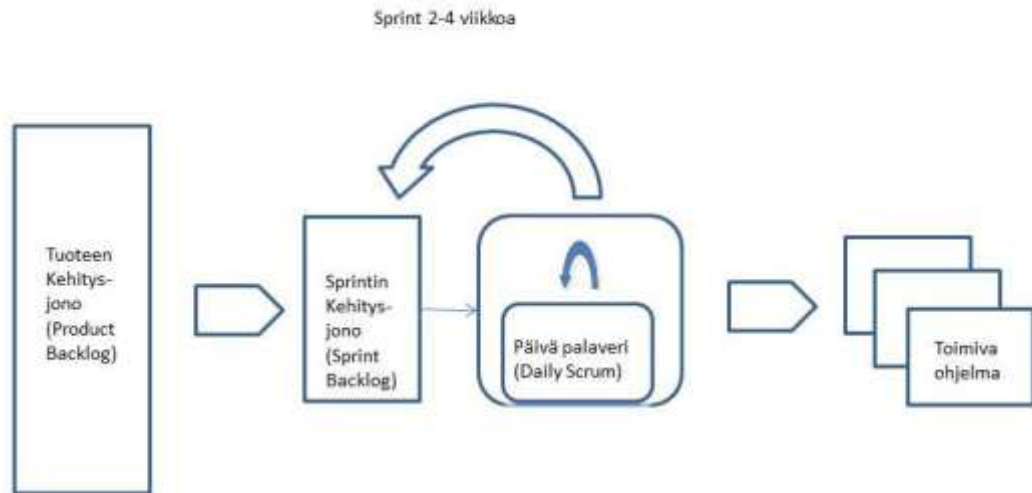 Sprint 2-4 viikkoa
Tuoteen
Kehitys-
jono
(Product
Backlog)
Sprintin
Kehitys-
jono
(Sprint
Backlog)
Päivä palaveri
(Daily Scrum)
Toimiva
ohjelma